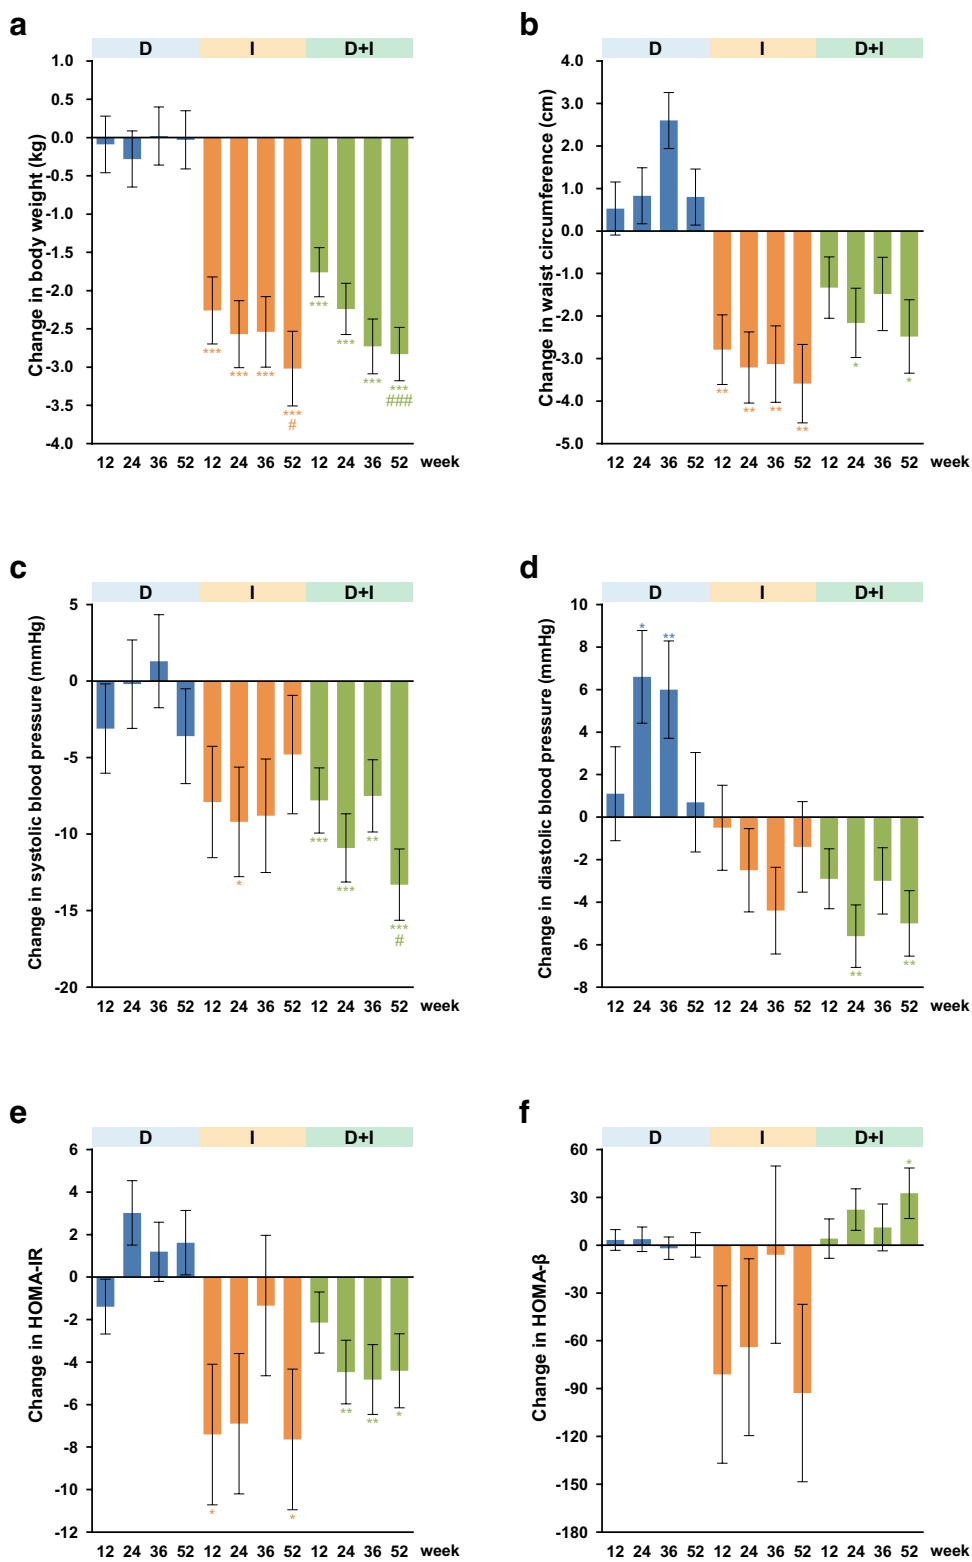 a
D I D+I
Change in body weight (kg)
1.0
0.5
0.0
-0.5
-1.0
-1.5
-2.0
-2.5
-3.0
-3.5
-4.0
*** *** *** *** *** *** *** ***
# ###
12 24 36 52 12 24 36 52 12 24 36 52 week
b
D I D+I
Change in waist circumference (cm)
4.0
3.0
2.0
1.0
0.0
-1.0
-2.0
-3.0
-4.0
-5.0
** ** ** ** * *
12 24 36 52 12 24 36 52 12 24 36 52 week
c
D I D+I
Change in systolic blood pressure (mmHg)
5
0
-5
-10
-15
-20
* *** *** ** ***
#
12 24 36 52 12 24 36 52 12 24 36 52 week
d
D I D+I
Change in diastolic blood pressure (mmHg)
10
8
6
4
2
0
-2
-4
-6
-8
* ** ** **
12 24 36 52 12 24 36 52 12 24 36 52 week
e
D I D+I
Change in HOMA-IR
6
4
2
0
-2
-4
-6
-8
-10
-12
* * ** ** *
12 24 36 52 12 24 36 52 12 24 36 52 week
f
D I D+I
Change in HOMA-β
60
30
0
-30
-60
-90
-120
-150
-180
*
12 24 36 52 12 24 36 52 12 24 36 52 week